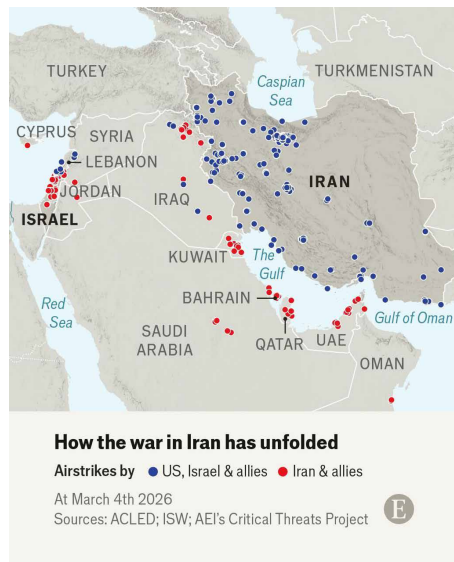 TURKEY
Caspian
Sea
TURKMENISTAN
CYPRUS
SYRIA
LEBANON
JORDAN
ISRAEL
IRAQ
IRAN
KUWAIT
The
Gulf
BAHRAIN
Red
Sea
SAUDI
ARABIA
QATAR
UAE
Gulf of Oman
OMAN
How the war in Iran has unfolded
Airstrikes by US, Israel & allies Iran & allies
At March 4th 2026
Sources: ACLED; ISW; AEI's Critical Threats Project
E